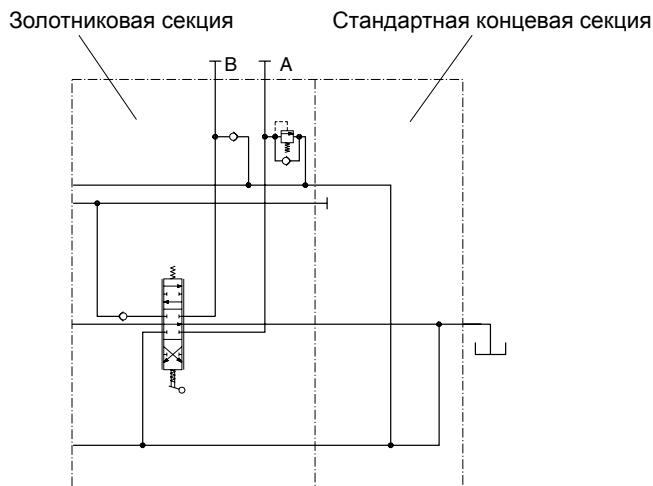 Золотниковая секция
Стандартная концевая секция
B
A